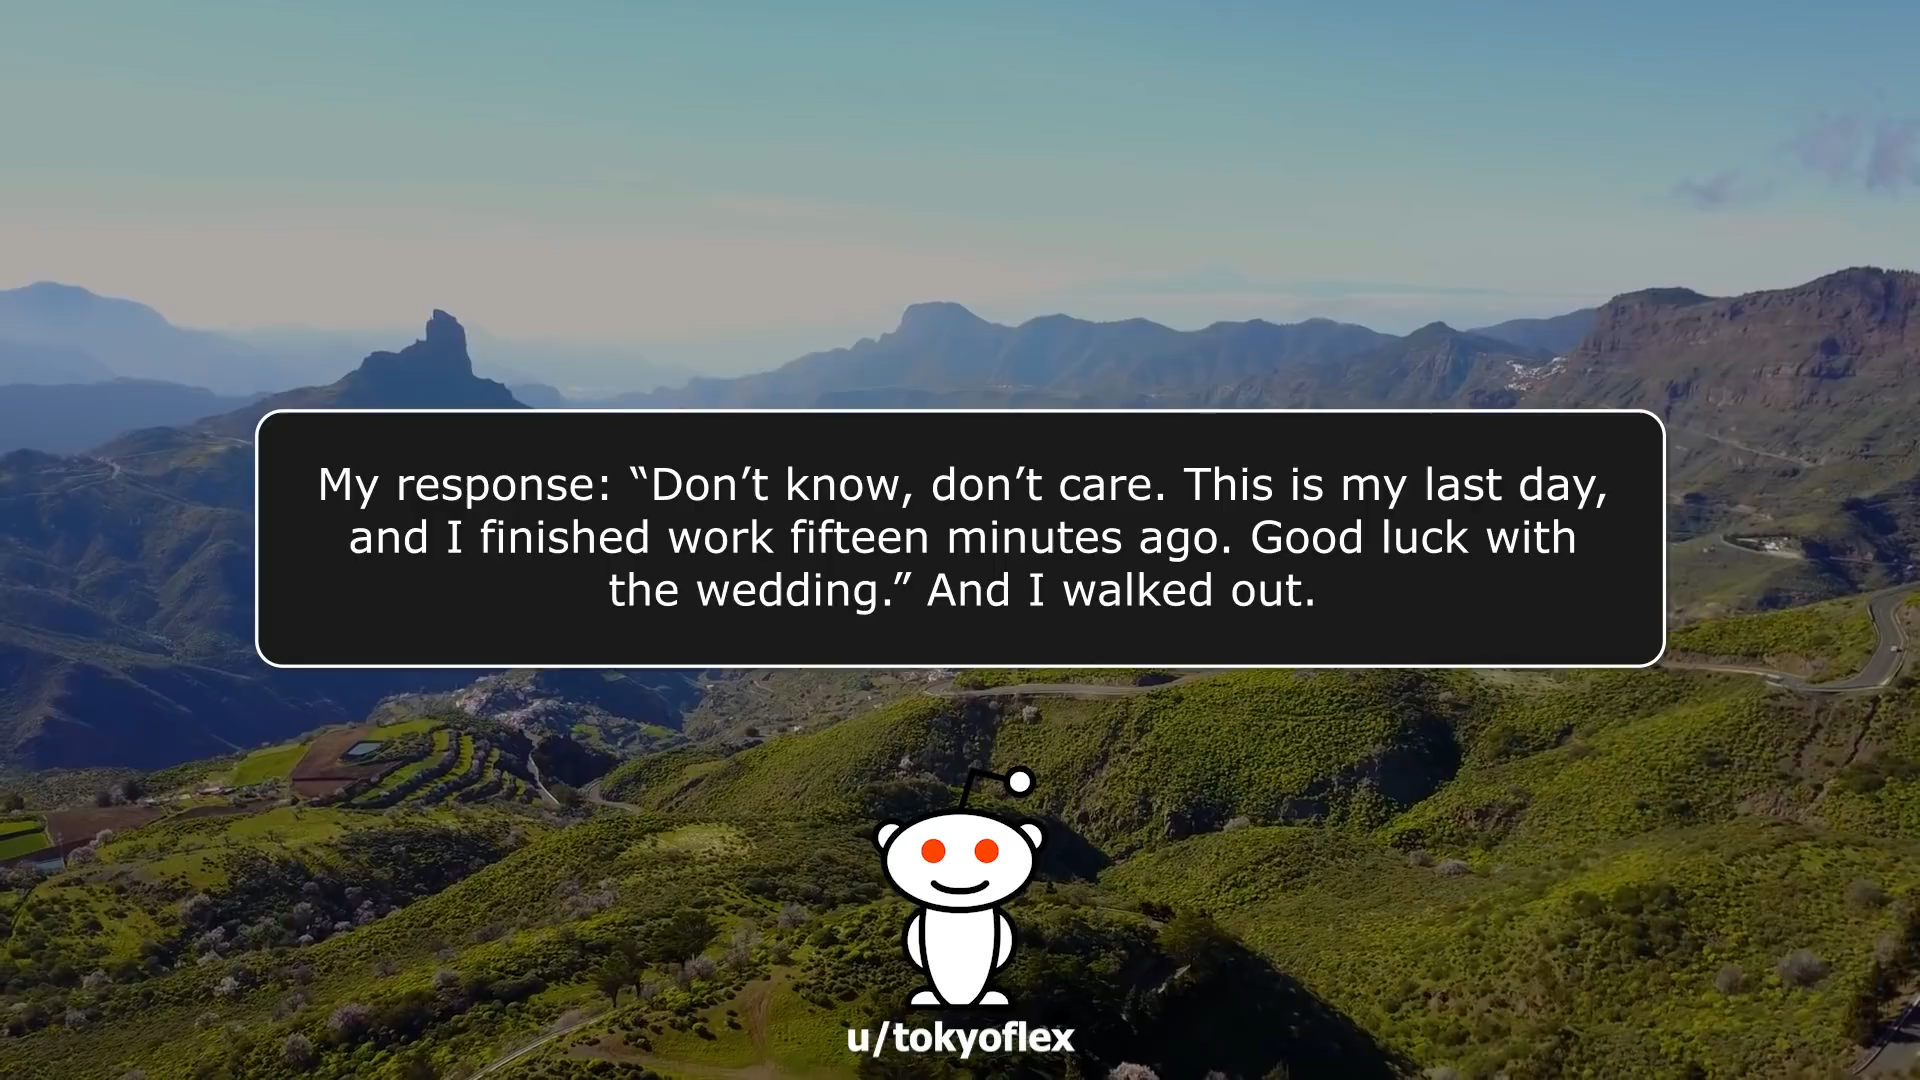 My response: “Don’t know, don’t care. This is my last day,
and I finished work fifteen minutes ago. Good luck with
the wedding.” And I walked out.
u/tokyoflex